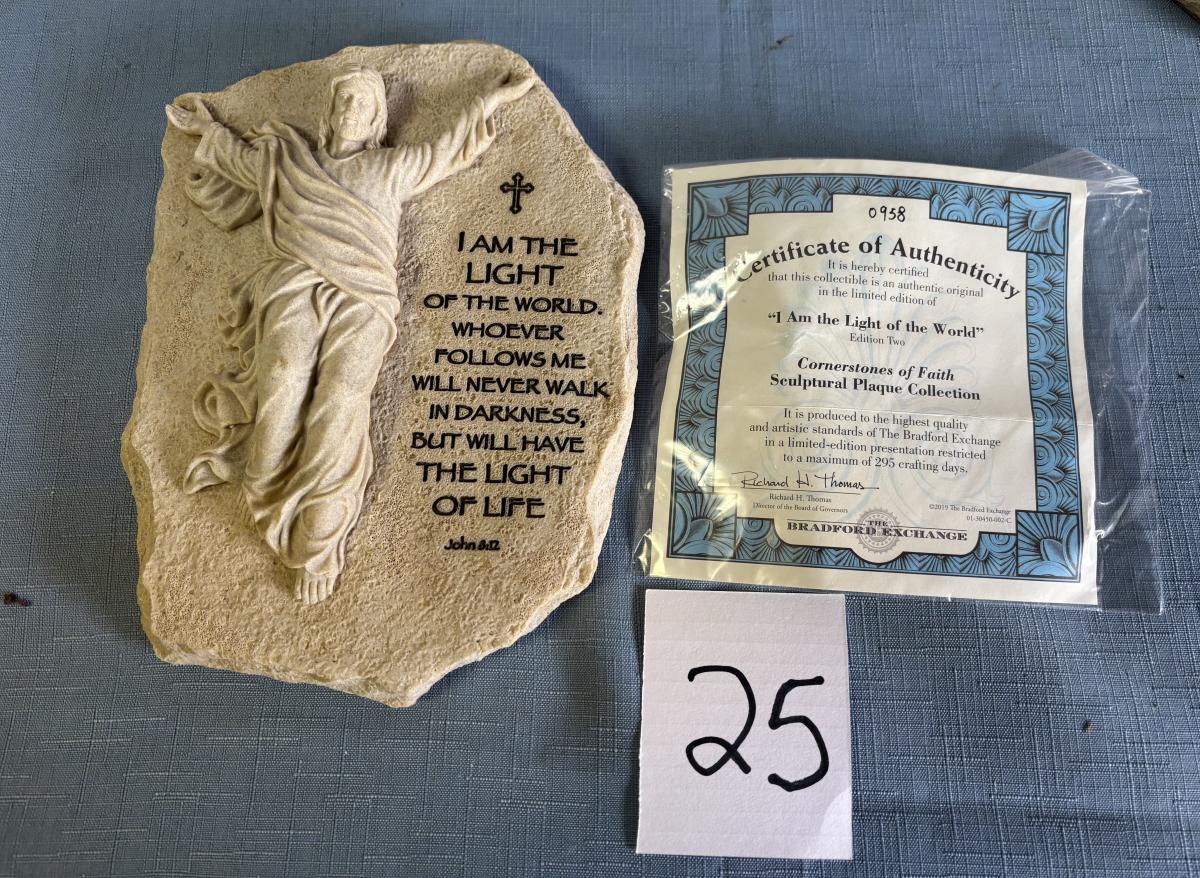 I AM THE
LIGHT
OF THE WORLD.
WHOEVER
FOLLOWS ME
WILL NEVER WALK
IN DARKNESS,
BUT WILL HAVE
THE LIGHT
OF LIFE
John 8:12
0958
Certificate of Authenticity
It is hereby certified
that this collectible is an authentic original
in the limited edition of
“I Am the Light of the World”
Edition Two
Cornerstones of Faith
Sculptural Plaque Collection
It is produced to the highest quality
and artistic standards of The Bradford Exchange
in a limited-edition presentation restricted
to a maximum of 295 crafting days.
Richard H. Thomas
Richard H. Thomas
Director of the Board of Governors
©2019 The Bradford Exchange
01-30450-002-C
THE
BRADFORD EXCHANGE
25